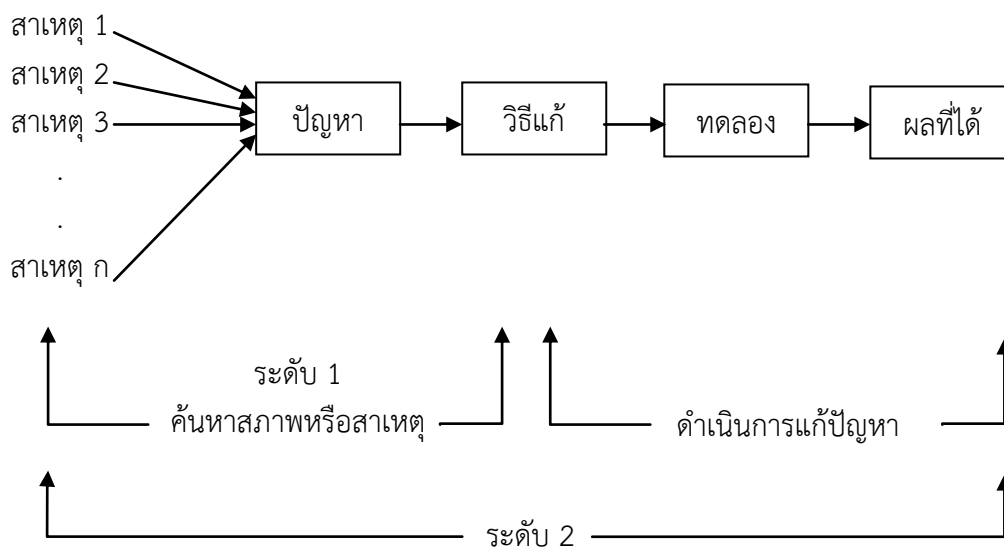 สาเหตุ 1
สาเหตุ 2
สาเหตุ 3
.
.
สาเหตุ ก
ปัญหา
วิธีแก้
ทดลอง
ผลที่ได้
ระดับ 1
ค้นหาสภาพหรือสาเหตุ
ดำเนินการแก้ปัญหา
ระดับ 2